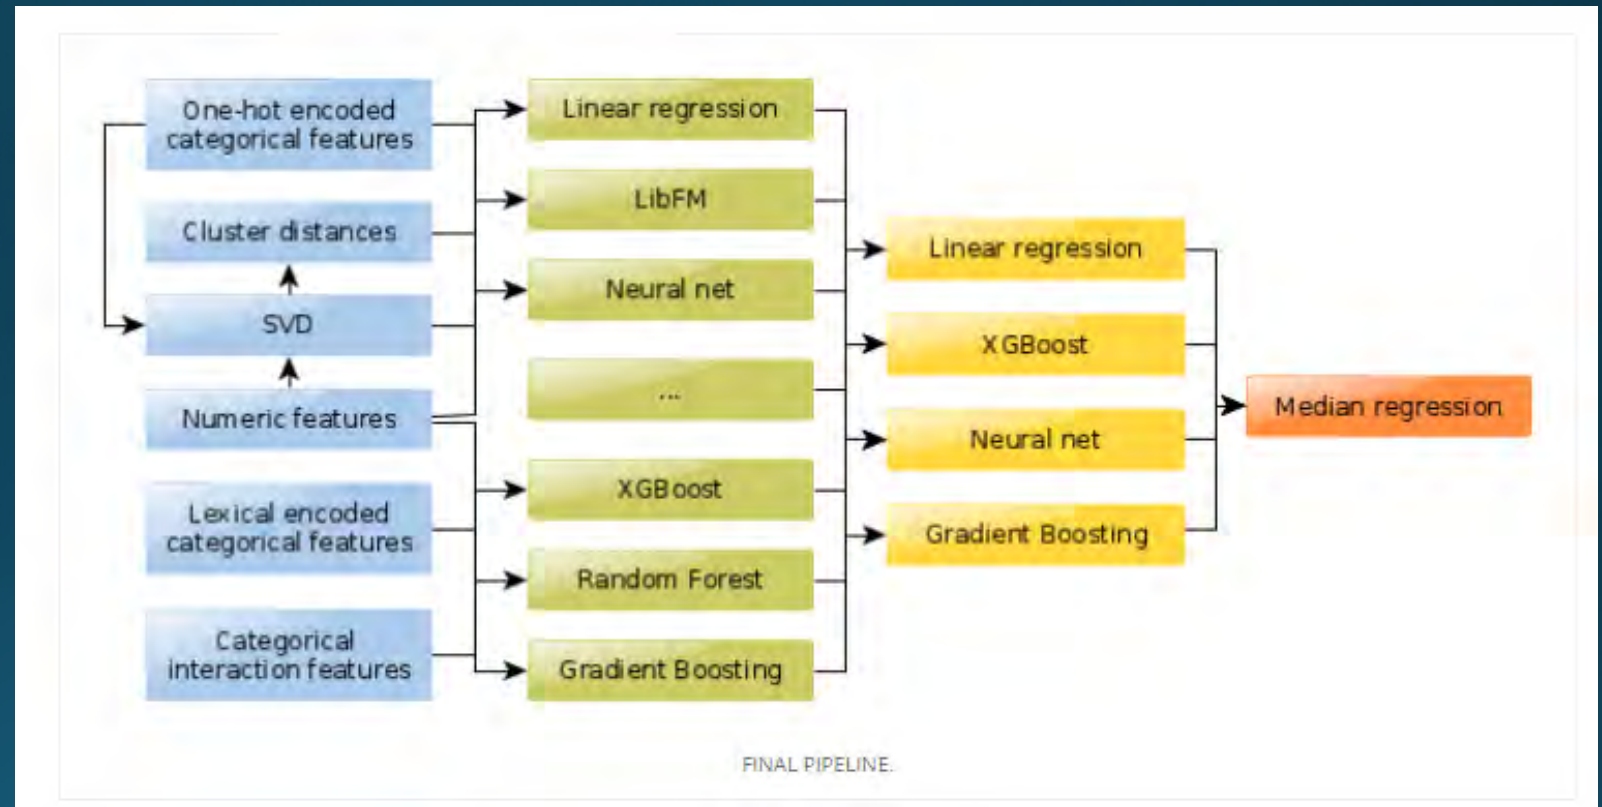 One-hot encoded
categorical features
Cluster distances
SVD
Numeric features
Lexical encoded
categorical features
Categorical
interaction features
Linear regression
LibFM
Neural net
...
XGBoost
Random Forest
Gradient Boosting
Linear regression
XGBoost
Neural net
Gradient Boosting
Median regression
FINAL PIPELINE.